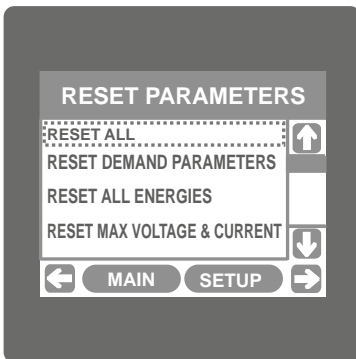 RESET PARAMETERS
RESET ALL
RESET DEMAND PARAMETERS
RESET ALL ENERGIES
RESET MAX VOLTAGE & CURRENT
MAIN SETUP